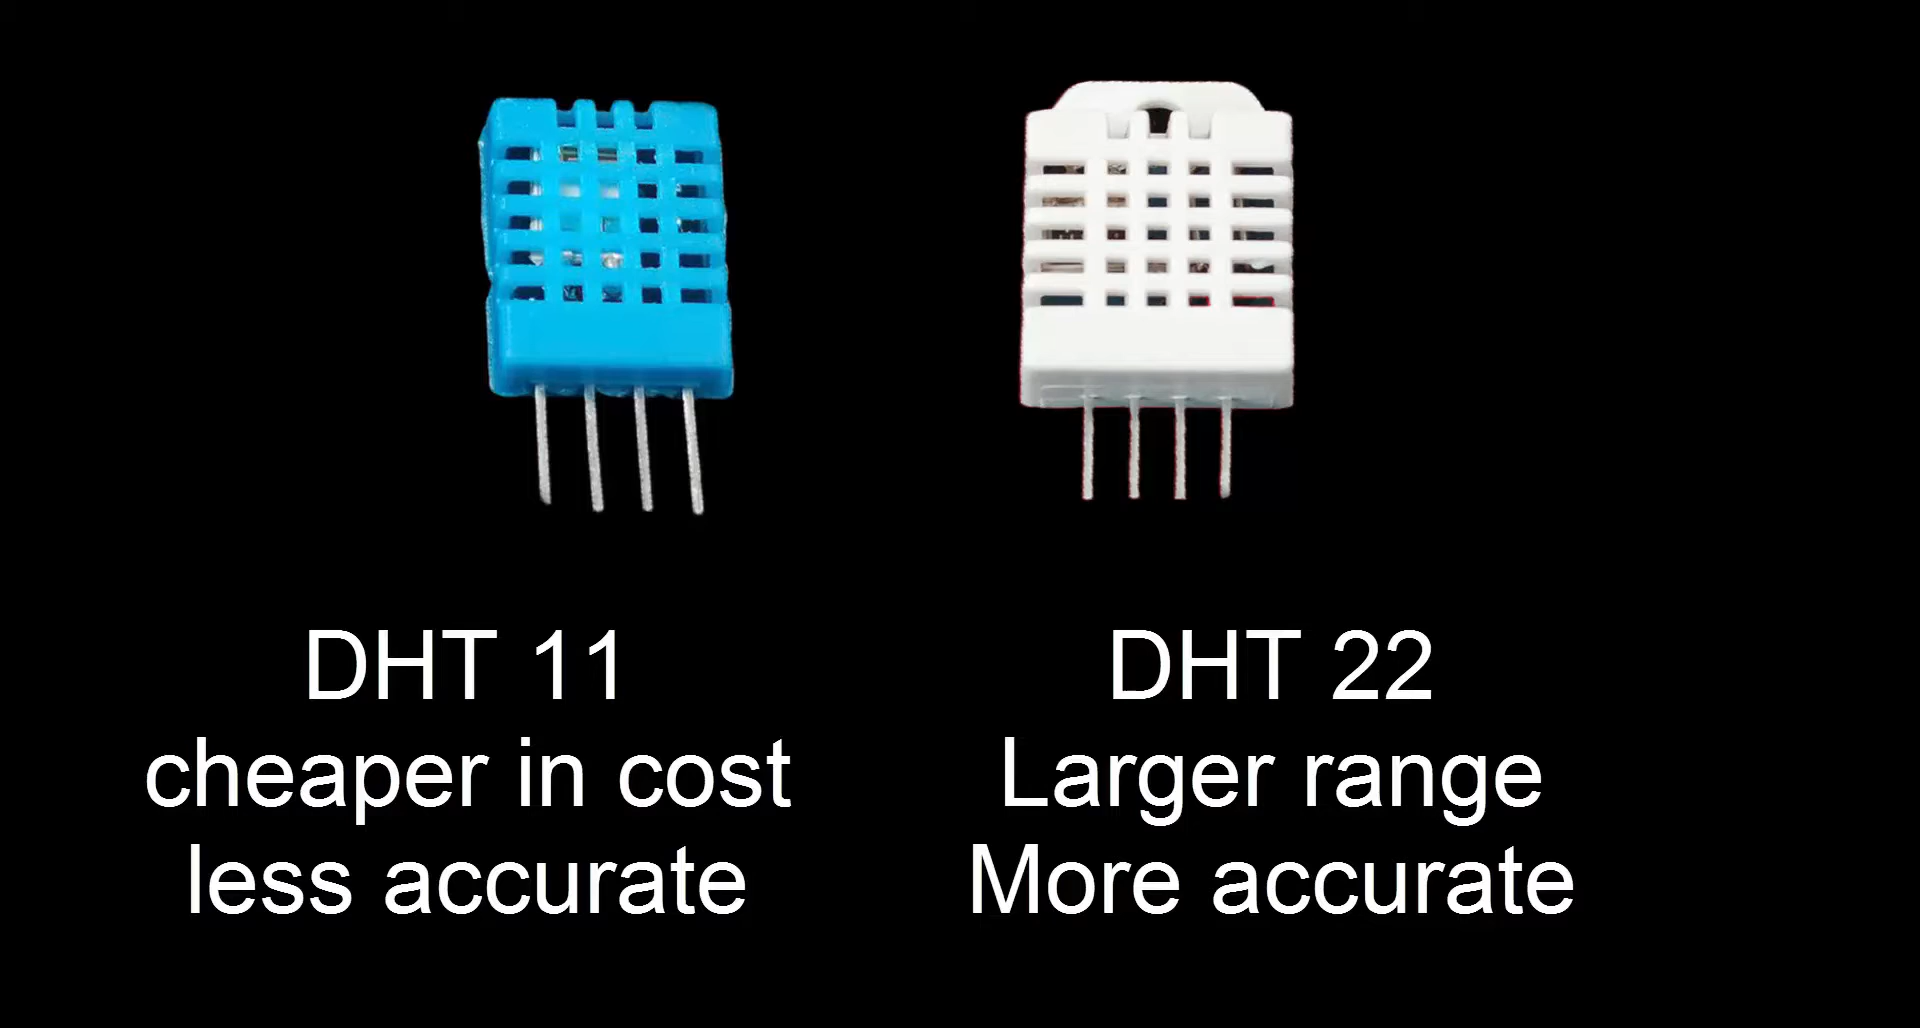 DHT 11
cheaper in cost
less accurate
DHT 22
Larger range
More accurate